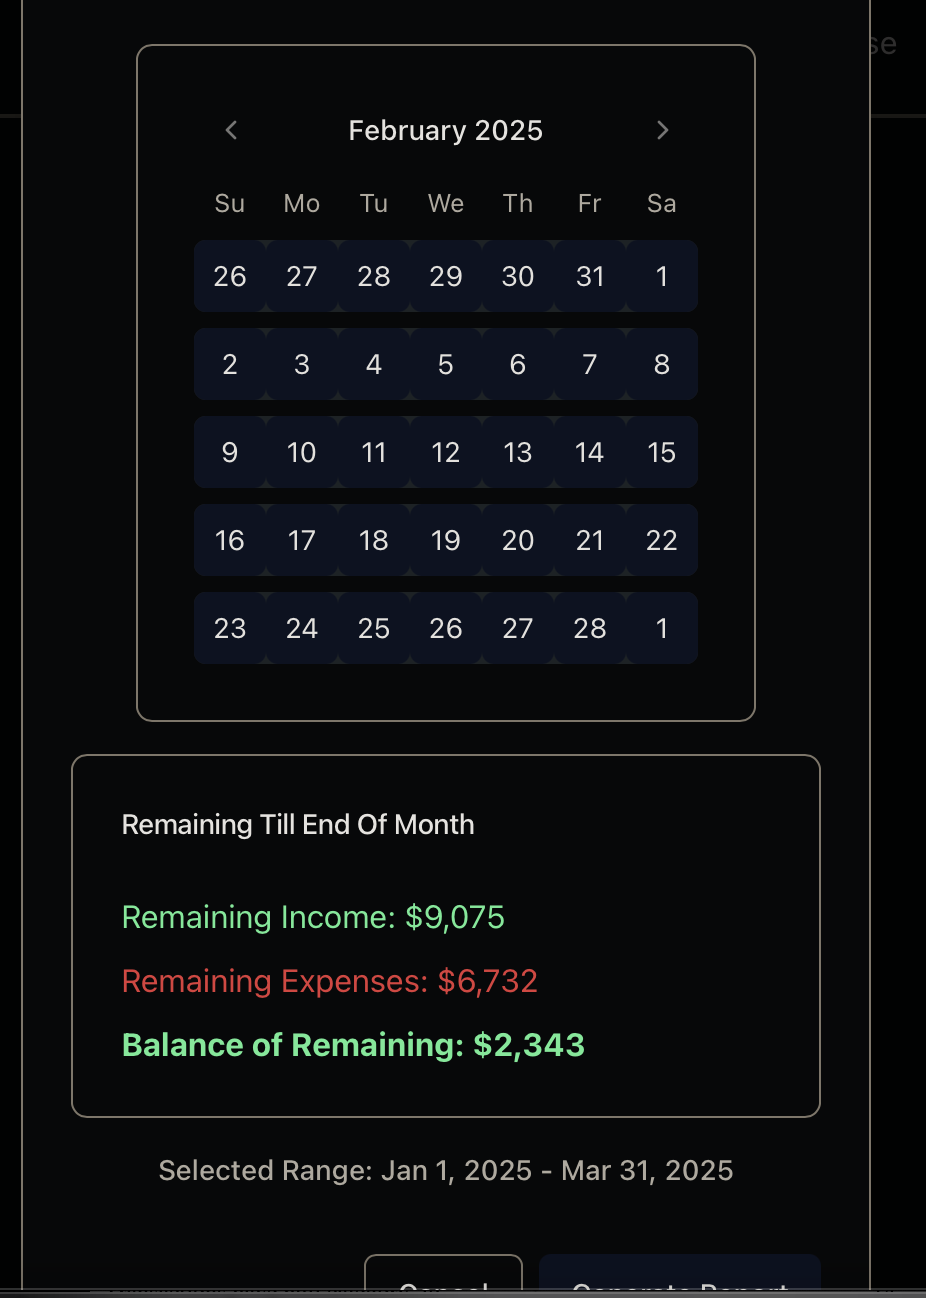 se
February 2025
Su Mo Tu We Th Fr Sa
26 27 28 29 30 31 1
2 3 4 5 6 7 8
9 10 11 12 13 14 15
16 17 18 19 20 21 22
23 24 25 26 27 28 1
Remaining Till End Of Month
Remaining Income: $9,075
Remaining Expenses: $6,732
Balance of Remaining: $2,343
Selected Range: Jan 1, 2025 - Mar 31, 2025
Cancel Generate Report